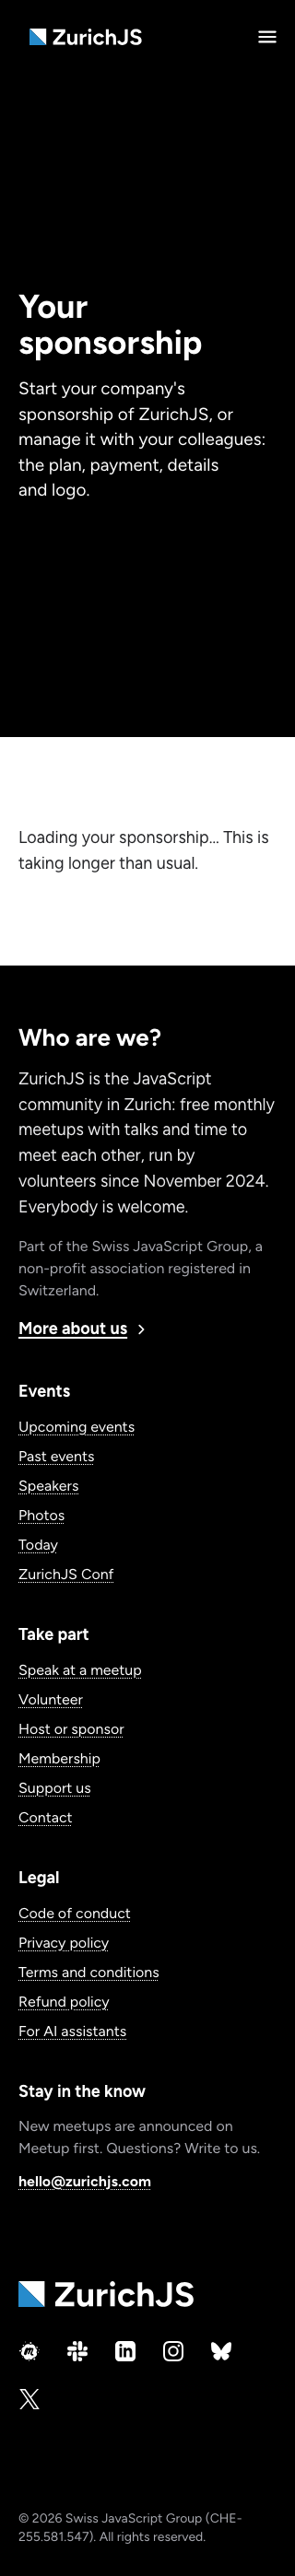 ZurichJS
Your
sponsorship
Start your company's
sponsorship of ZurichJS, or
manage it with your colleagues:
the plan, payment, details
and logo.
Loading your sponsorship... This is
taking longer than usual.
Who are we?
ZurichJS is the JavaScript
community in Zurich: free monthly
meetups with talks and time to
meet each other, run by
volunteers since November 2024.
Everybody is welcome.
Part of the Swiss JavaScript Group, a
non-profit association registered in
Switzerland.
More about us
Events
Upcoming events
Past events
Speakers
Photos
Today
ZurichJS Conf
Take part
Speak at a meetup
Volunteer
Host or sponsor
Membership
Support us
Contact
Legal
Code of conduct
Privacy policy
Terms and conditions
Refund policy
For AI assistants
Stay in the know
New meetups are announced on
Meetup first. Questions? Write to us.
hello@zurichjs.com
ZurichJS
© 2026 Swiss JavaScript Group (CHE-
255.581.547). All rights reserved.